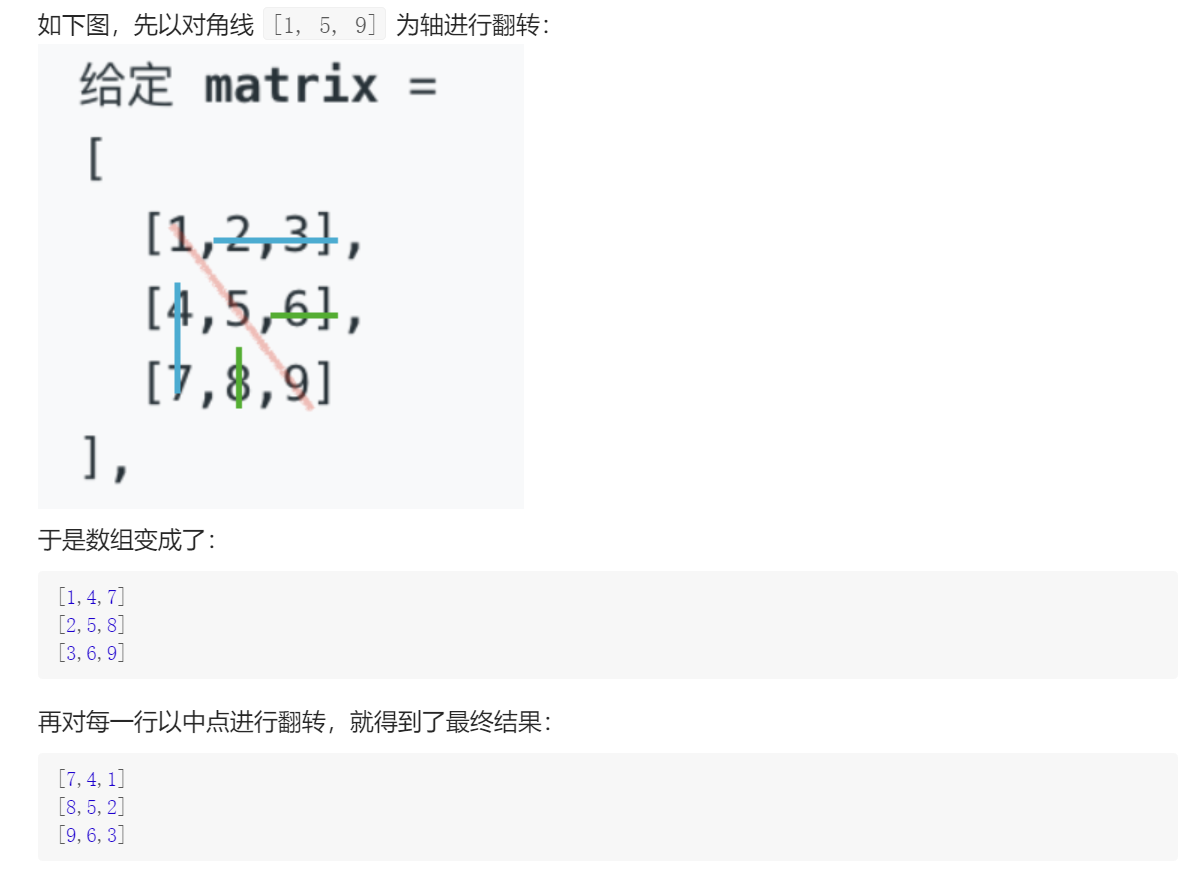 如下图，先以对角线 [1, 5, 9] 为轴进行翻转：
给定 matrix =
[
[1,2,3],
[4,5,6],
[7,8,9]
],
于是数组变成了：
[1,4,7]
[2,5,8]
[3,6,9]
再对每一行以中点进行翻转，就得到了最终结果：
[7,4,1]
[8,5,2]
[9,6,3]